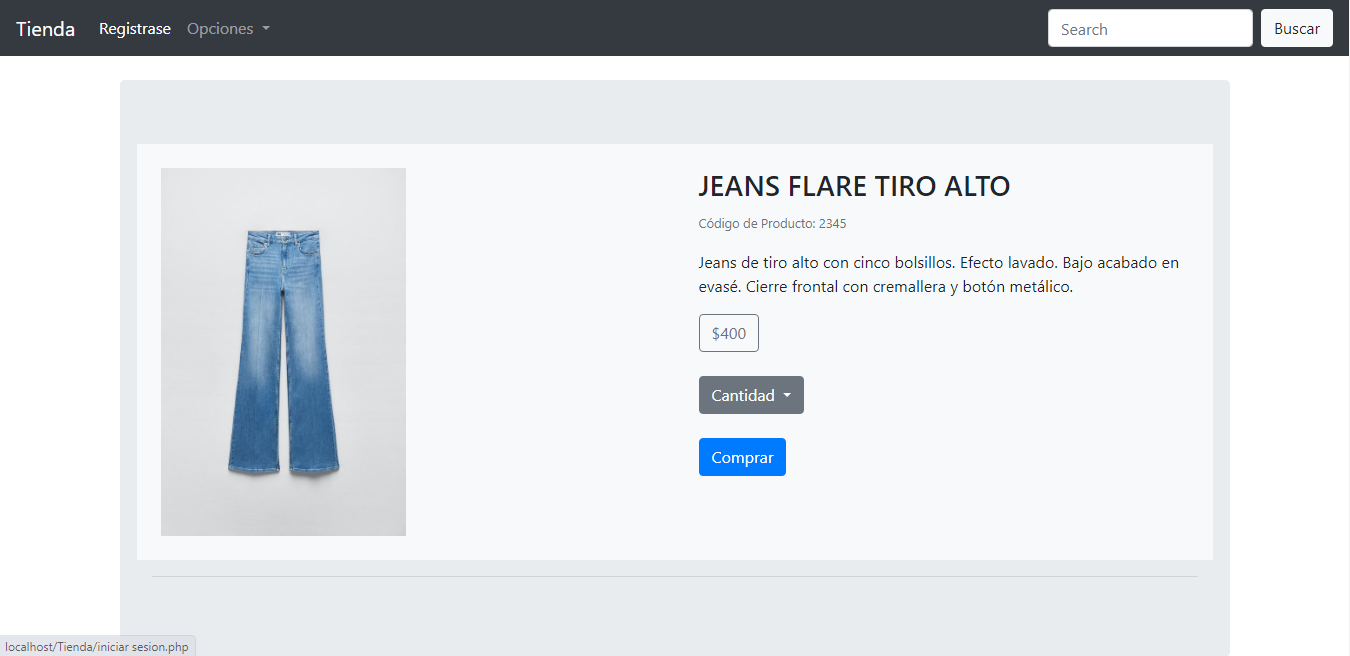 Tienda Registrase Opciones Search Buscar
JEANS FLARE TIRO ALTO
Código de Producto: 2345
Jeans de tiro alto con cinco bolsillos. Efecto lavado. Bajo acabado en
evasé. Cierre frontal con cremallera y botón metálico.
$400
Cantidad
Comprar
localhost/Tienda/iniciar sesion.php